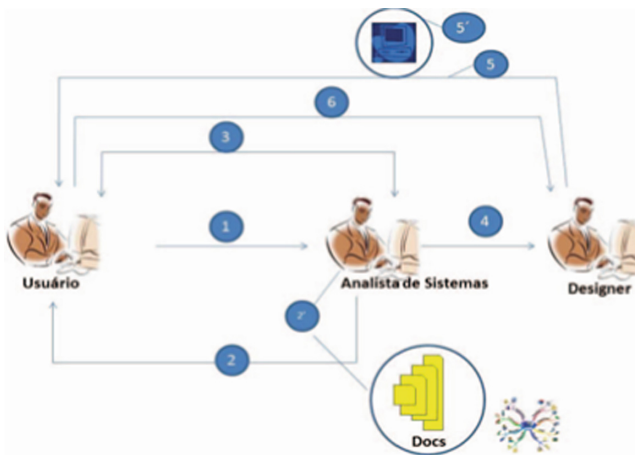 5´
5
6
3
1
4
Usuário
Analista de Sistemas
Designer
2´
2
Docs